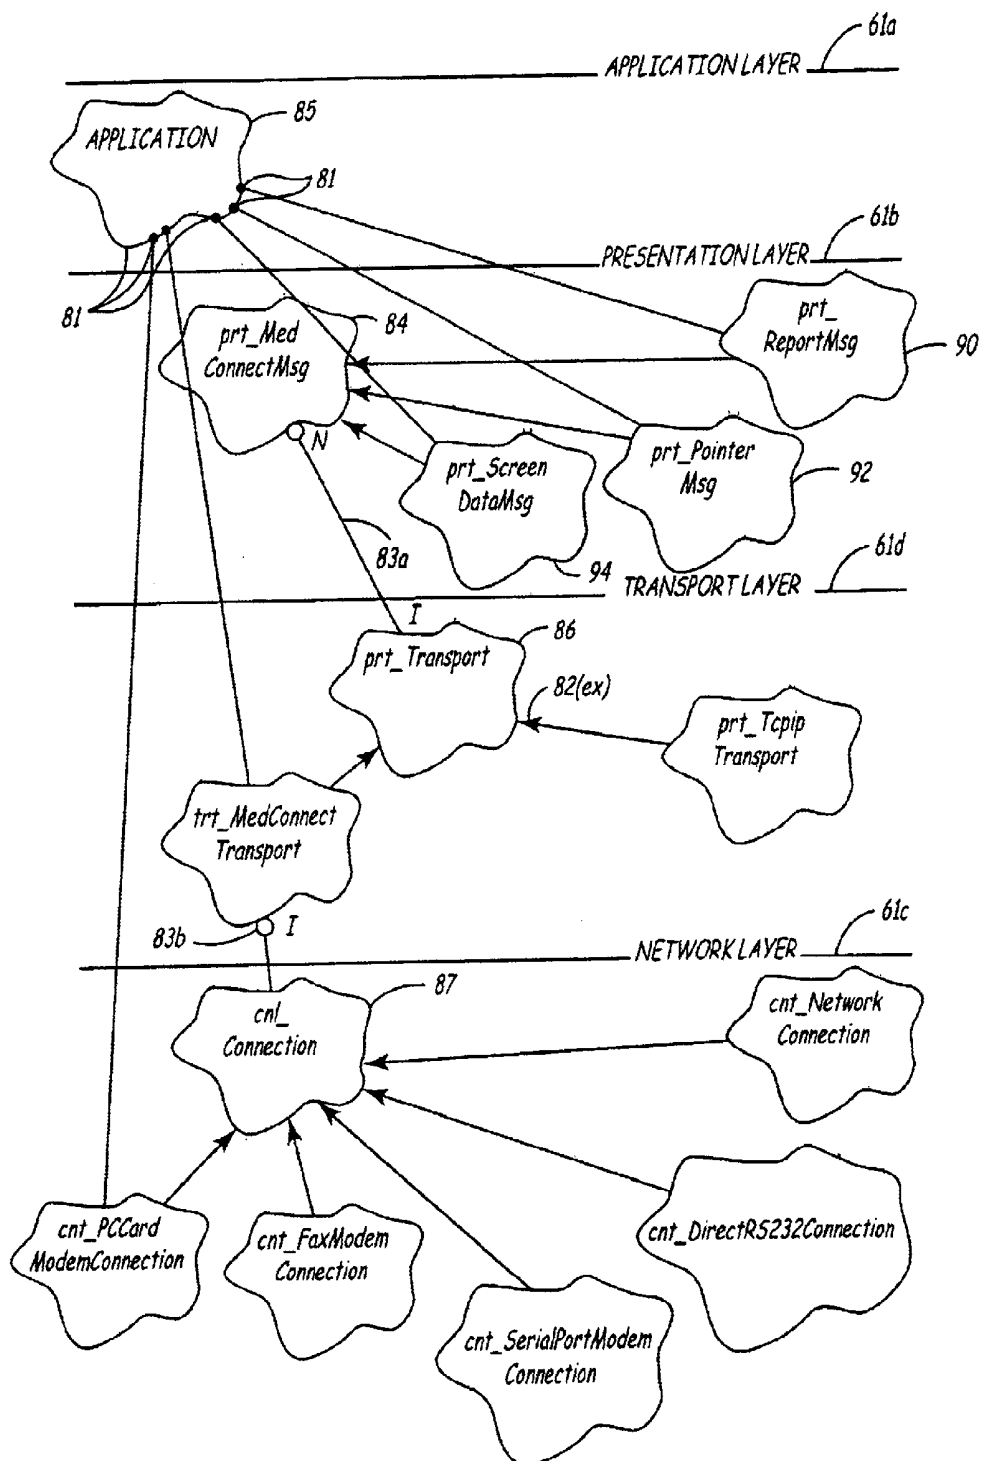 61a
APPLICATION LAYER
APPLICATION
85
81
61b
PRESENTATION LAYER
81
prt_Med
ConnectMsg
84
prt_
ReportMsg
90
N
prt_Screen
DataMsg
prt_Pointer
Msg
92
83a
94
61d
TRANSPORT LAYER
I
prt_Transport
86
82(ex)
prt_Tcpip
Transport
trt_MedConnect
Transport
83b
I
61c
NETWORK LAYER
cnl_
Connection
87
cnt_Network
Connection
cnt_PCCard
ModemConnection
cnt_FaxModem
Connection
cnt_DirectRS232Connection
cnt_SerialPortModem
Connection